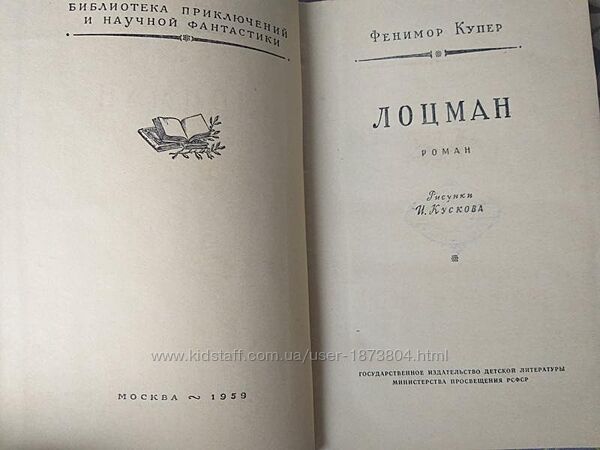 БИБЛИОТЕКА ПРИКЛЮЧЕНИЙ
И НАУЧНОЙ ФАНТАСТИКИ
МОСКВА ~ 1959
ФЕНИМОР КУПЕР
ЛОЦМАН
РОМАН
Рисунки
И. КУСКОВА
ГОСУДАРСТВЕННОЕ ИЗДАТЕЛЬСТВО ДЕТСКОЙ ЛИТЕРАТУРЫ
МИНИСТЕРСТВА ПРОСВЕЩЕНИЯ РСФСР
www.kidstaff.com.ua/user-1873804.html